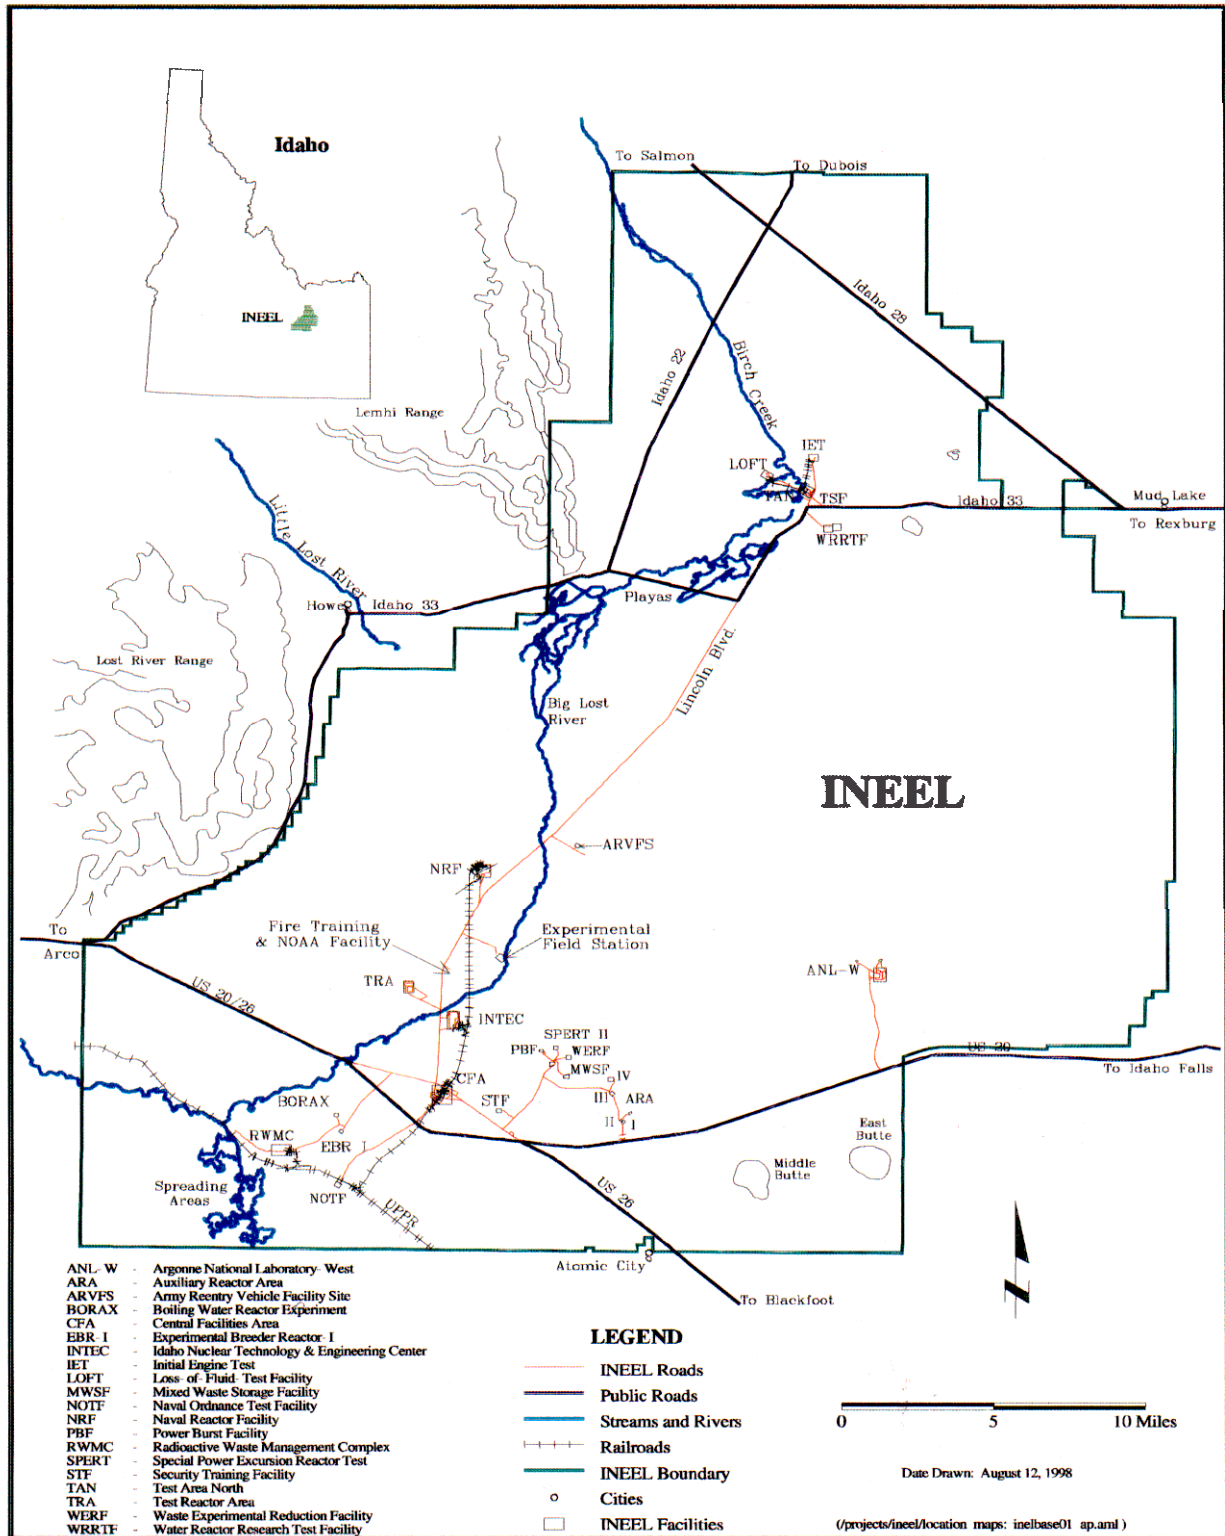 Idaho
INEEL
To Salmon
To Dubois
Idaho 28
Idaho 22
Birch Creek
Lemhi Range
IET
LOFT
TAN
TSF
Idaho 33
Mud Lake
To Rexburg
WRRTF
Little Lost River
Howe
Idaho 33
Playas
Lost River Range
Lincoln Blvd.
Big Lost
River
INEEL
ARVFS
NRF
Fire Training
& NOAA Facility
Experimental
Field Station
To
Arco
TRA
ANL-W
US 20/26
INTEC
SPERT II
PBF
WERF
MWSF
IV
US 20
To Idaho Falls
CFA
STF
III
ARA
II
I
BORAX
EBR I
RWMC
East
Butte
Middle
Butte
Spreading
Areas
NOTF
UPPR
US 26
Atomic City
To Blackfoot
N
ANL-W - Argonne National Laboratory-West
ARA - Auxiliary Reactor Area
ARVFS - Army Reentry Vehicle Facility Site
BORAX - Boiling Water Reactor Experiment
CFA - Central Facilities Area
EBR-I - Experimental Breeder Reactor-I
INTEC - Idaho Nuclear Technology & Engineering Center
IET - Initial Engine Test
LOFT - Loss-of-Fluid-Test Facility
MWSF - Mixed Waste Storage Facility
NOTF - Naval Ordnance Test Facility
NRF - Naval Reactor Facility
PBF - Power Burst Facility
RWMC - Radioactive Waste Management Complex
SPERT - Special Power Excursion Reactor Test
STF - Security Training Facility
TAN - Test Area North
TRA - Test Reactor Area
WERF - Waste Experimental Reduction Facility
WRRTF - Water Reactor Research Test Facility
LEGEND
INEEL Roads
Public Roads
Streams and Rivers
Railroads
INEEL Boundary
Cities
INEEL Facilities
0 5 10 Miles
Date Drawn: August 12, 1998
(/projects/ineel/location_maps: inelbase01_ap.aml )